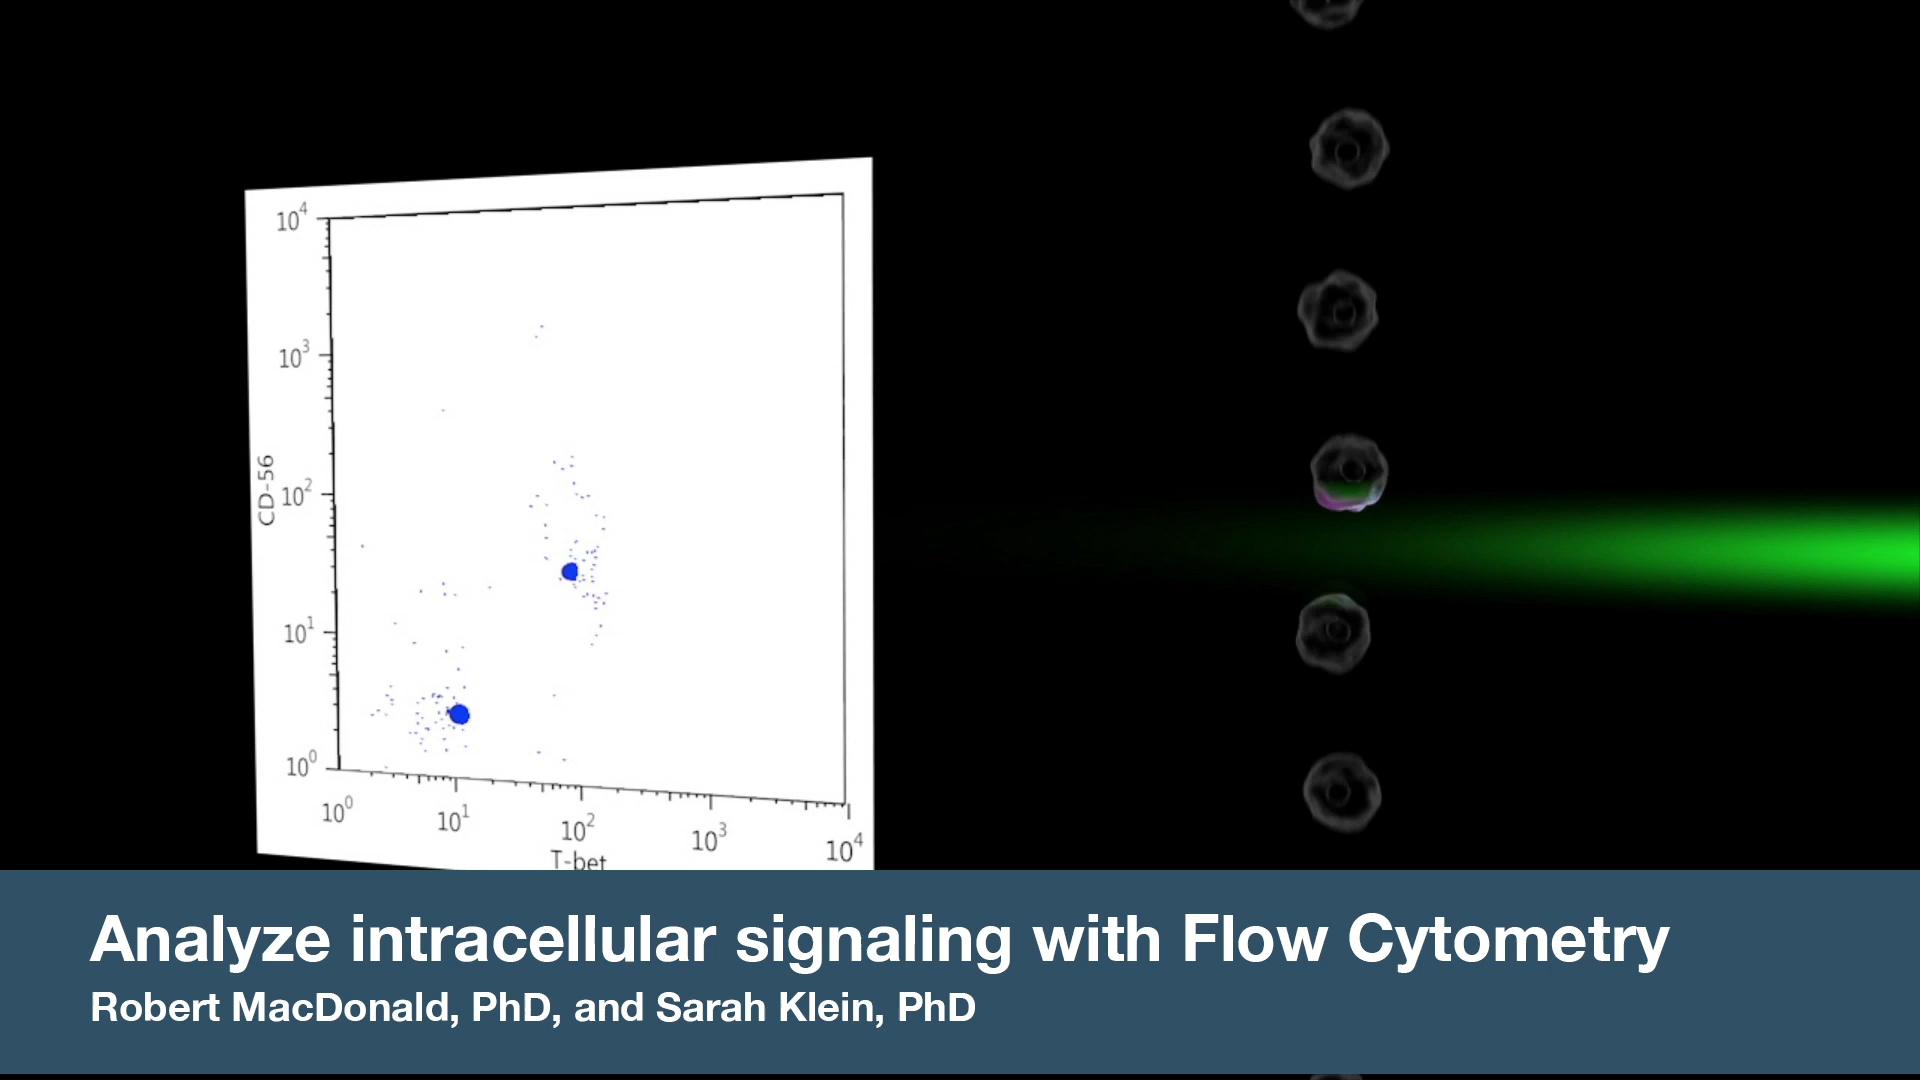 10⁴
10³
CD-56
10²
10¹
10⁰
10⁰
10¹
10²
10³
10⁴
T-bet
Analyze intracellular signaling with Flow Cytometry
Robert MacDonald, PhD, and Sarah Klein, PhD